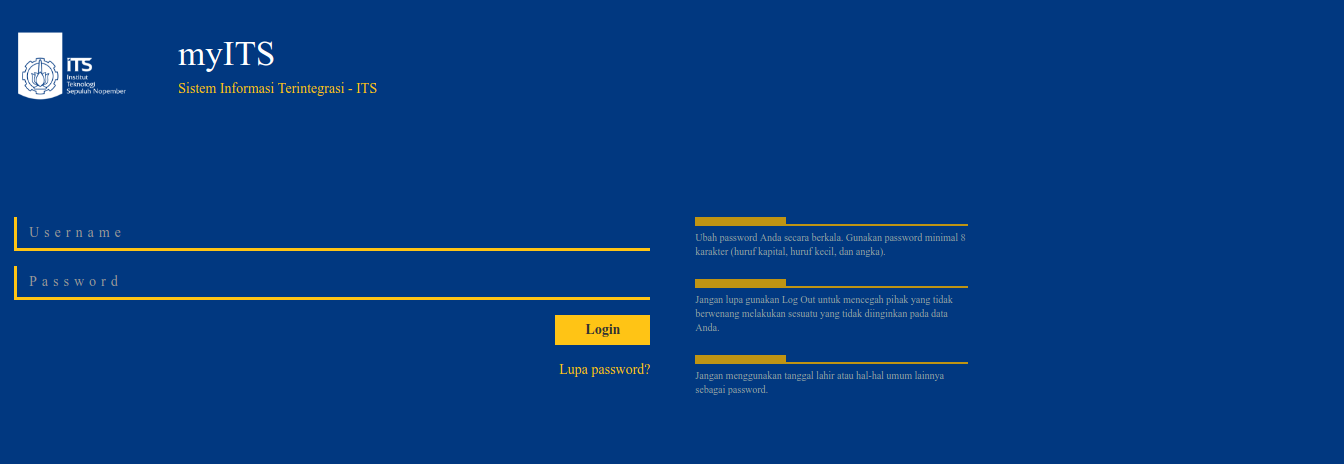 iTS
Institut
Teknologi
Sepuluh Nopember
myITS
Sistem Informasi Terintegrasi - ITS
Username
Password
Login
Lupa password?
Ubah password Anda secara berkala. Gunakan password minimal 8
karakter (huruf kapital, huruf kecil, dan angka).
Jangan lupa gunakan Log Out untuk mencegah pihak yang tidak
berwenang melakukan sesuatu yang tidak diinginkan pada data
Anda.
Jangan menggunakan tanggal lahir atau hal-hal umum lainnya
sebagai password.